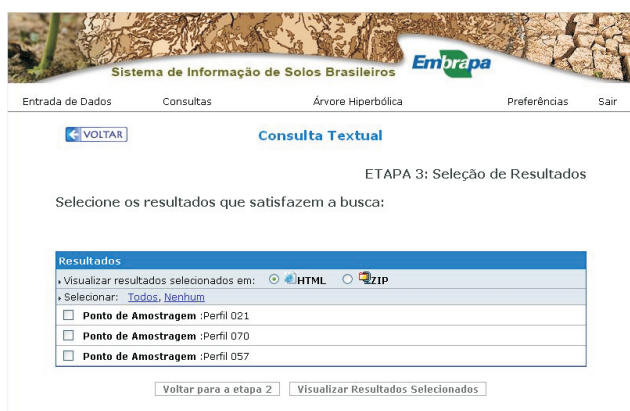 Sistema de Informação de Solos Brasileiros
Embrapa
Entrada de Dados Consultas Árvore Hiperbólica Preferências Sair
VOLTAR Consulta Textual
ETAPA 3: Seleção de Resultados
Selecione os resultados que satisfazem a busca:
Resultados
Visualizar resultados selecionados em: HTML ZIP
Selecionar: Todos, Nenhum
Ponto de Amostragem :Perfil 021
Ponto de Amostragem :Perfil 070
Ponto de Amostragem :Perfil 057
Voltar para a etapa 2 Visualizar Resultados Selecionados